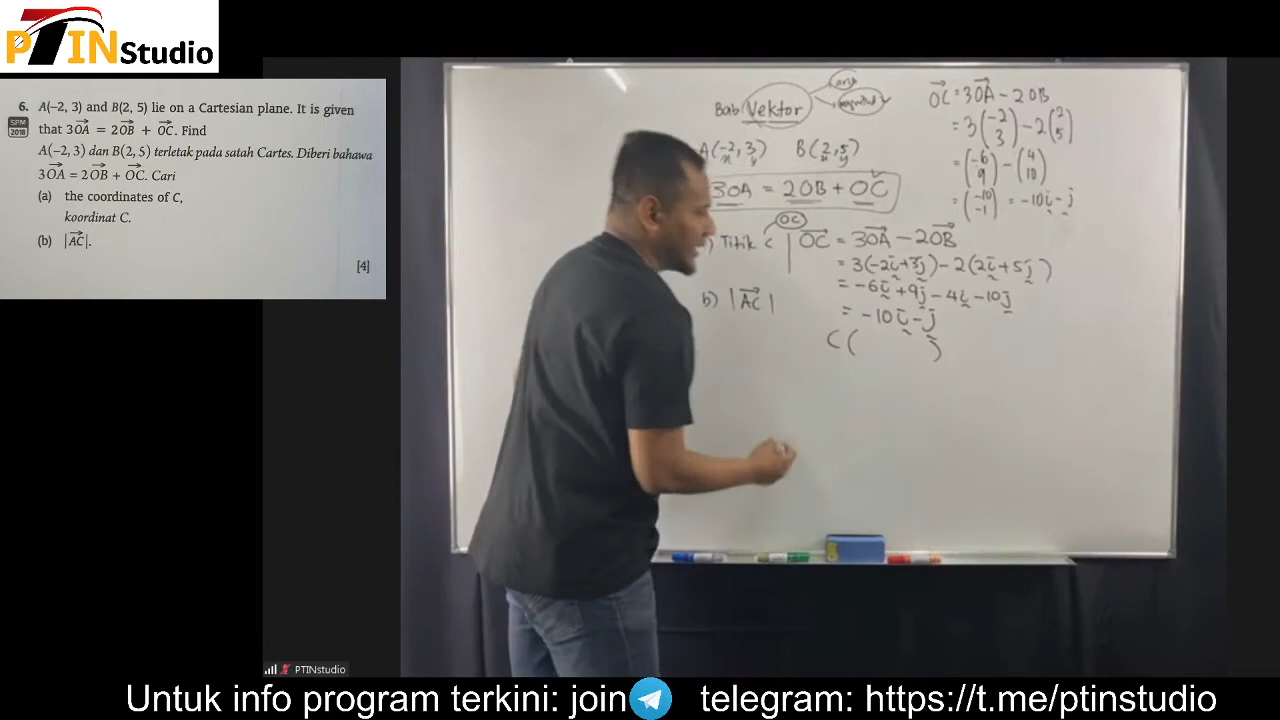 PTIN Studio
6. A(−2, 3) and B(2, 5) lie on a Cartesian plane. It is given
SPM 2018
that 3OA⃗ = 2OB⃗ + OC⃗. Find
A(−2, 3) dan B(2, 5) terletak pada satah Cartes. Diberi bahawa
3OA⃗ = 2OB⃗ + OC⃗. Cari
(a) the coordinates of C,
koordinat C.
(b) |AC⃗|.
[4]
Bab: Vektor
A(-2, 3) B(2, 5)
x y x y
3OA = 2OB + OC
OC
Titik C
b) |AC⃗|
OC⃗ = 3OA⃗ − 2OB⃗
= 3(-2i + 3j) − 2(2i + 5j)
= -6i + 9j − 4i − 10j
= -10i − j
C( )
OC⃗ = 3OA⃗ − 2OB
= 3(-2 3) − 2(2 5)
= (-6 9) − (4 10)
= (-10 -1) = -10i − j
PTINstudio
Untuk info program terkini: join telegram: https://t.me/ptinstudio